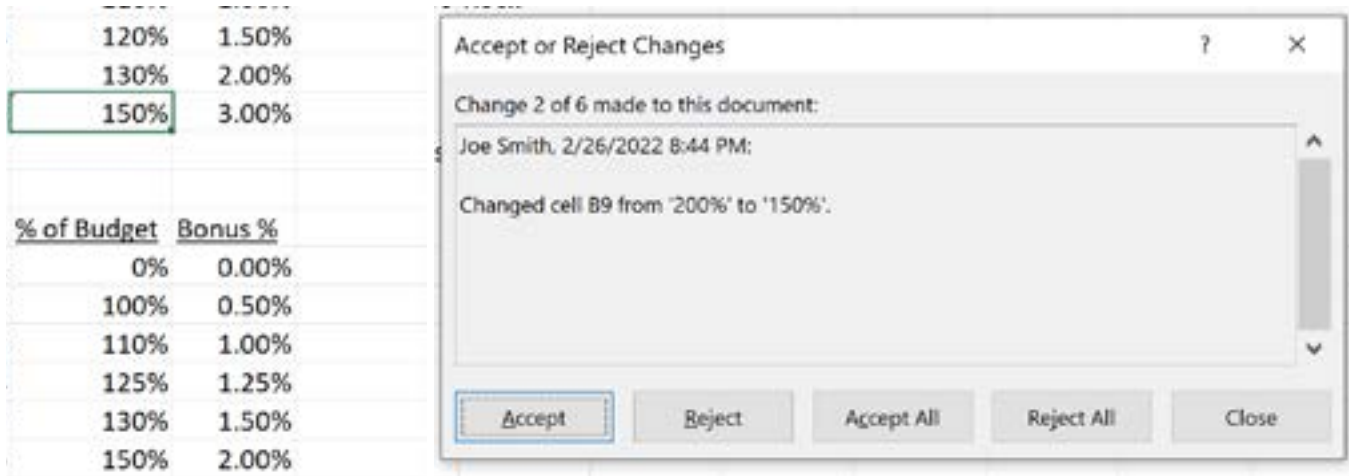 120% 1.50%
130% 2.00%
150% 3.00%
% of Budget Bonus %
0% 0.00%
100% 0.50%
110% 1.00%
125% 1.25%
130% 1.50%
150% 2.00%
Accept or Reject Changes ? ×
Change 2 of 6 made to this document:
Joe Smith, 2/26/2022 8:44 PM:
Changed cell B9 from '200%' to '150%'.
Accept Reject Accept All Reject All Close